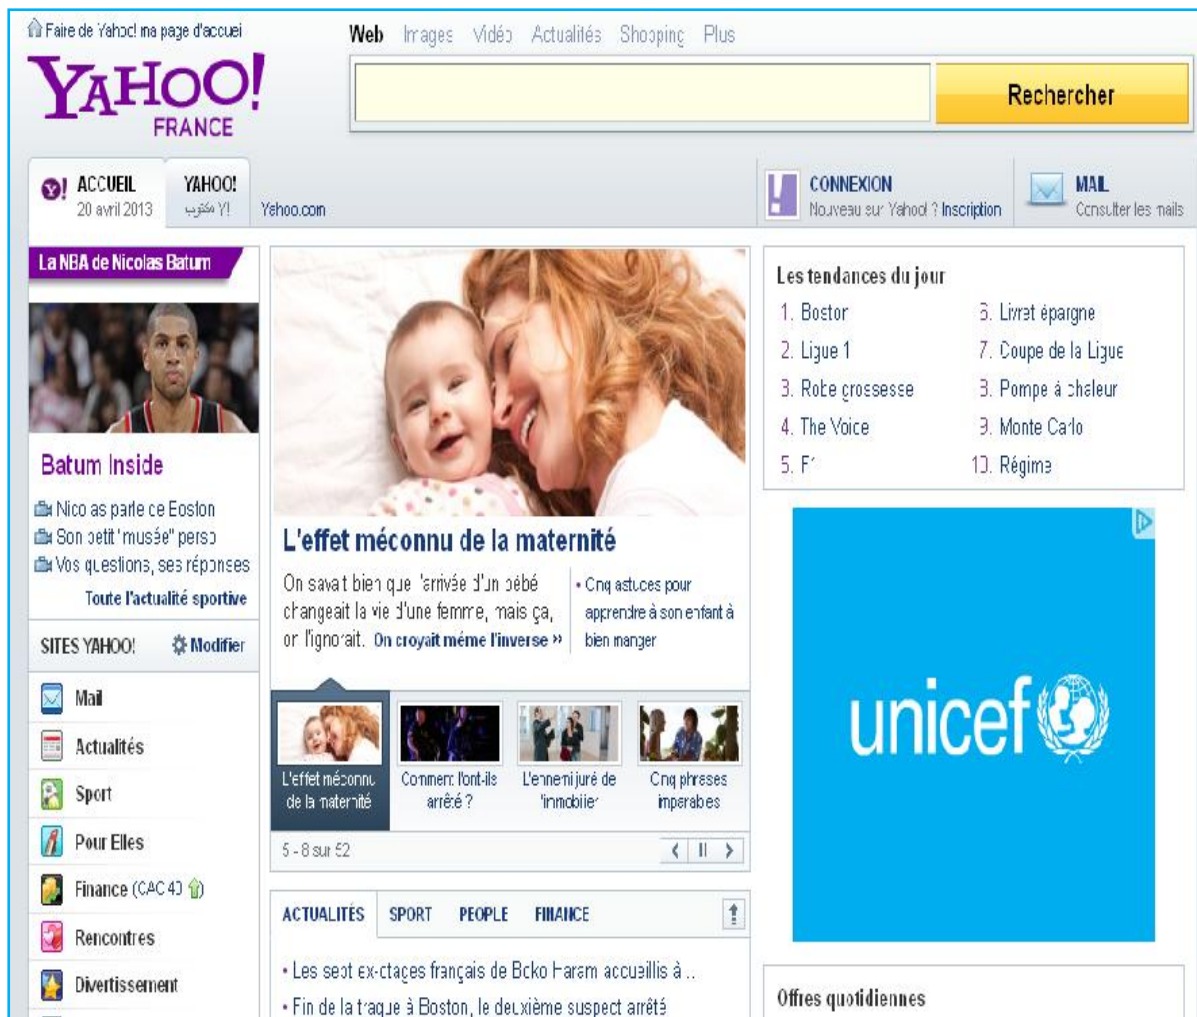 Faire de Yahoo! ma page d'accueil
Web Images Vidéo Actualités Shopping Plus
YAHOO!
FRANCE
Rechercher
ACCUEIL
20 avril 2013
YAHOO!
مكتوب Y!
Yahoo.com
CONNEXION
Nouveau sur Yahoo! ? Inscription
MAIL
Consulter les mails
La NBA de Nicolas Batum
Batum Inside
Nicolas parle de Boston
Son petit "musée" perso
Vos questions, ses réponses
Toute l'actualité sportive
SITES YAHOO! Modifier
Mail
Actualités
Sport
Pour Elles
Finance (CAC 40)
Rencontres
Divertissement
L'effet méconnu de la maternité
On savait bien que l'arrivée d'un bébé
changeait la vie d'une femme, mais ça,
on l'ignorait. On croyait même l'inverse »
• Cinq astuces pour
apprendre à son enfant à
bien manger
L'effet méconnu
de la maternité
Comment l'ont-ils
arrêté ?
L'ennemi juré de
l'immobilier
Cinq phrases
imparables
5 - 8 sur 52
ACTUALITÉS SPORT PEOPLE FINANCE
• Les sept ex-otages français de Boko Haram accueillis à ...
• Fin de la traque à Boston, le deuxième suspect arrêté
Les tendances du jour
1. Boston
2. Ligue 1
3. Robe grossesse
4. The Voice
5. F1
6. Livret épargne
7. Coupe de la Ligue
8. Pompe à chaleur
9. Monte Carlo
10. Régime
unicef
Offres quotidiennes